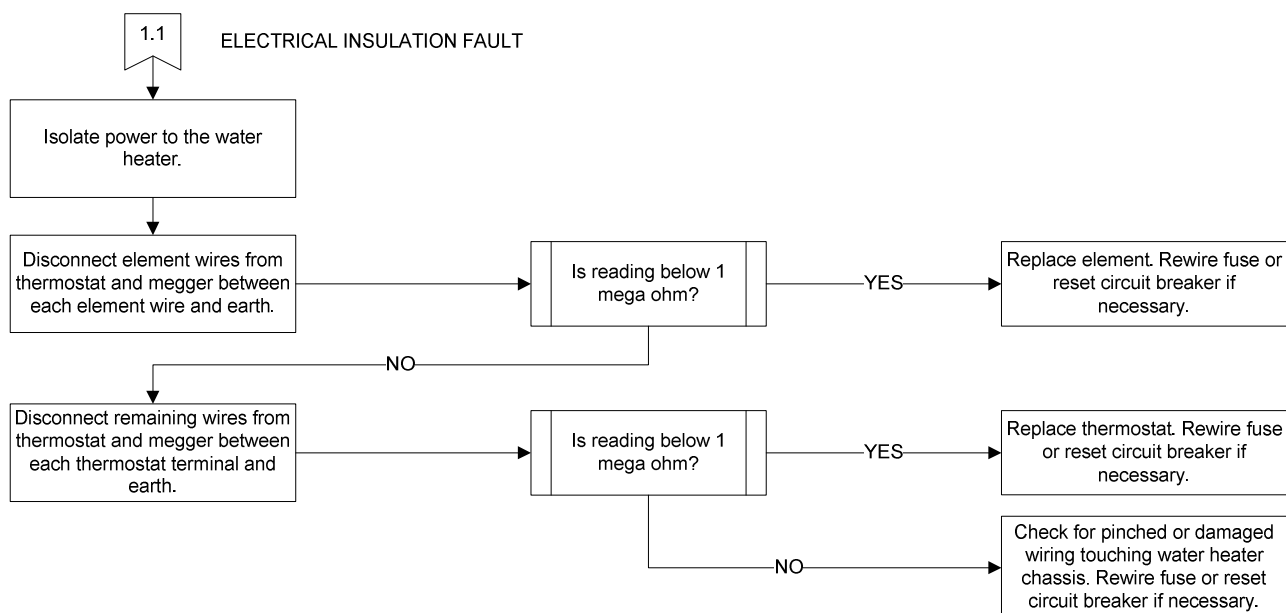 1.1
ELECTRICAL INSULATION FAULT
Isolate power to the water
heater.
Disconnect element wires from
thermostat and megger between
each element wire and earth.
Is reading below 1
mega ohm?
YES
Replace element. Rewire fuse or
reset circuit breaker if
necessary.
NO
Disconnect remaining wires from
thermostat and megger between
each thermostat terminal and
earth.
Is reading below 1
mega ohm?
YES
Replace thermostat. Rewire fuse
or reset circuit breaker if
necessary.
NO
Check for pinched or damaged
wiring touching water heater
chassis. Rewire fuse or reset
circuit breaker if necessary.